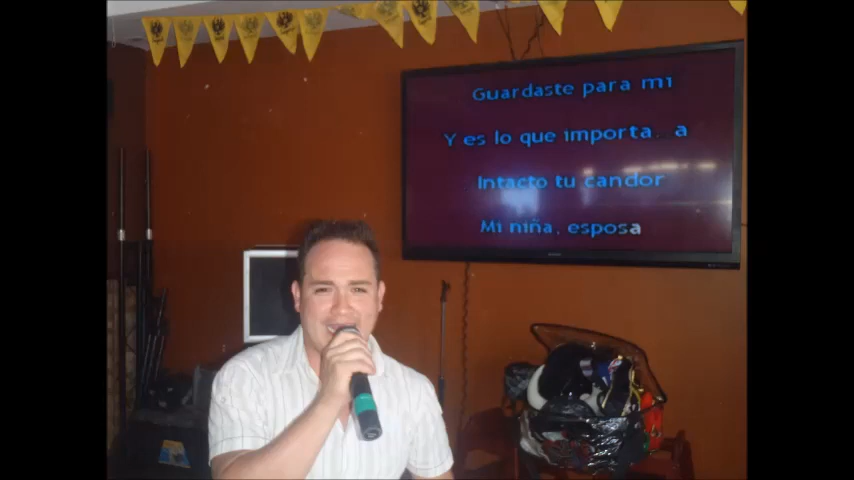 Guardaste para mi
Y es lo que importa...a
Intacto tu candor
Mi niña, esposa